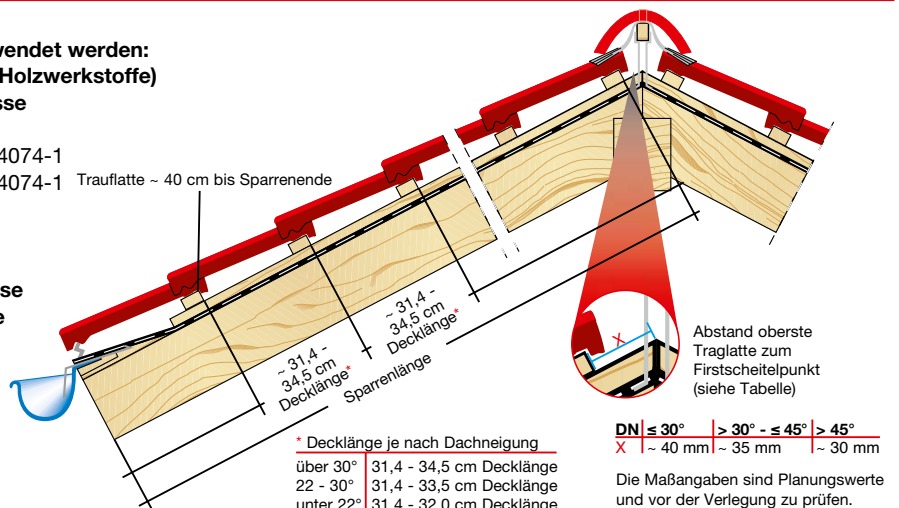 wendet werden:
Holzwerkstoffe)
sse
4074-1
4074-1
Trauflatte ~ 40 cm bis Sparrenende
se
e
~ 31,4 -
34,5 cm
Decklänge*
~ 31,4 -
34,5 cm
Decklänge*
Sparrenlänge
X
Abstand oberste
Traglatte zum
Firstscheitelpunkt
(siehe Tabelle)
* Decklänge je nach Dachneigung
über 30° 31,4 - 34,5 cm Decklänge
22 - 30° 31,4 - 33,5 cm Decklänge
unter 22° 31,4 - 32,0 cm Decklänge
DN ≤ 30° > 30° - ≤ 45° > 45°
X ~ 40 mm ~ 35 mm ~ 30 mm
Die Maßangaben sind Planungswerte
und vor der Verlegung zu prüfen.